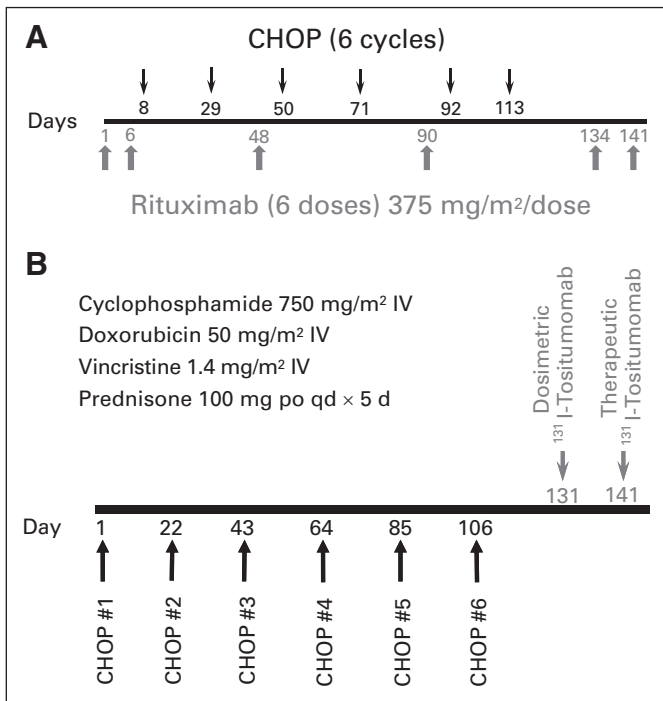 A
CHOP (6 cycles)
8 29 50 71 92 113
Days
1 6 48 90 134 141
Rituximab (6 doses) 375 mg/m²/dose
B
Cyclophosphamide 750 mg/m² IV
Doxorubicin 50 mg/m² IV
Vincristine 1.4 mg/m² IV
Prednisone 100 mg po qd × 5 d
Dosimetric
¹³¹I-Tositumomab
Therapeutic
¹³¹I-Tositumomab
131 141
Day
1 22 43 64 85 106
CHOP #1
CHOP #2
CHOP #3
CHOP #4
CHOP #5
CHOP #6